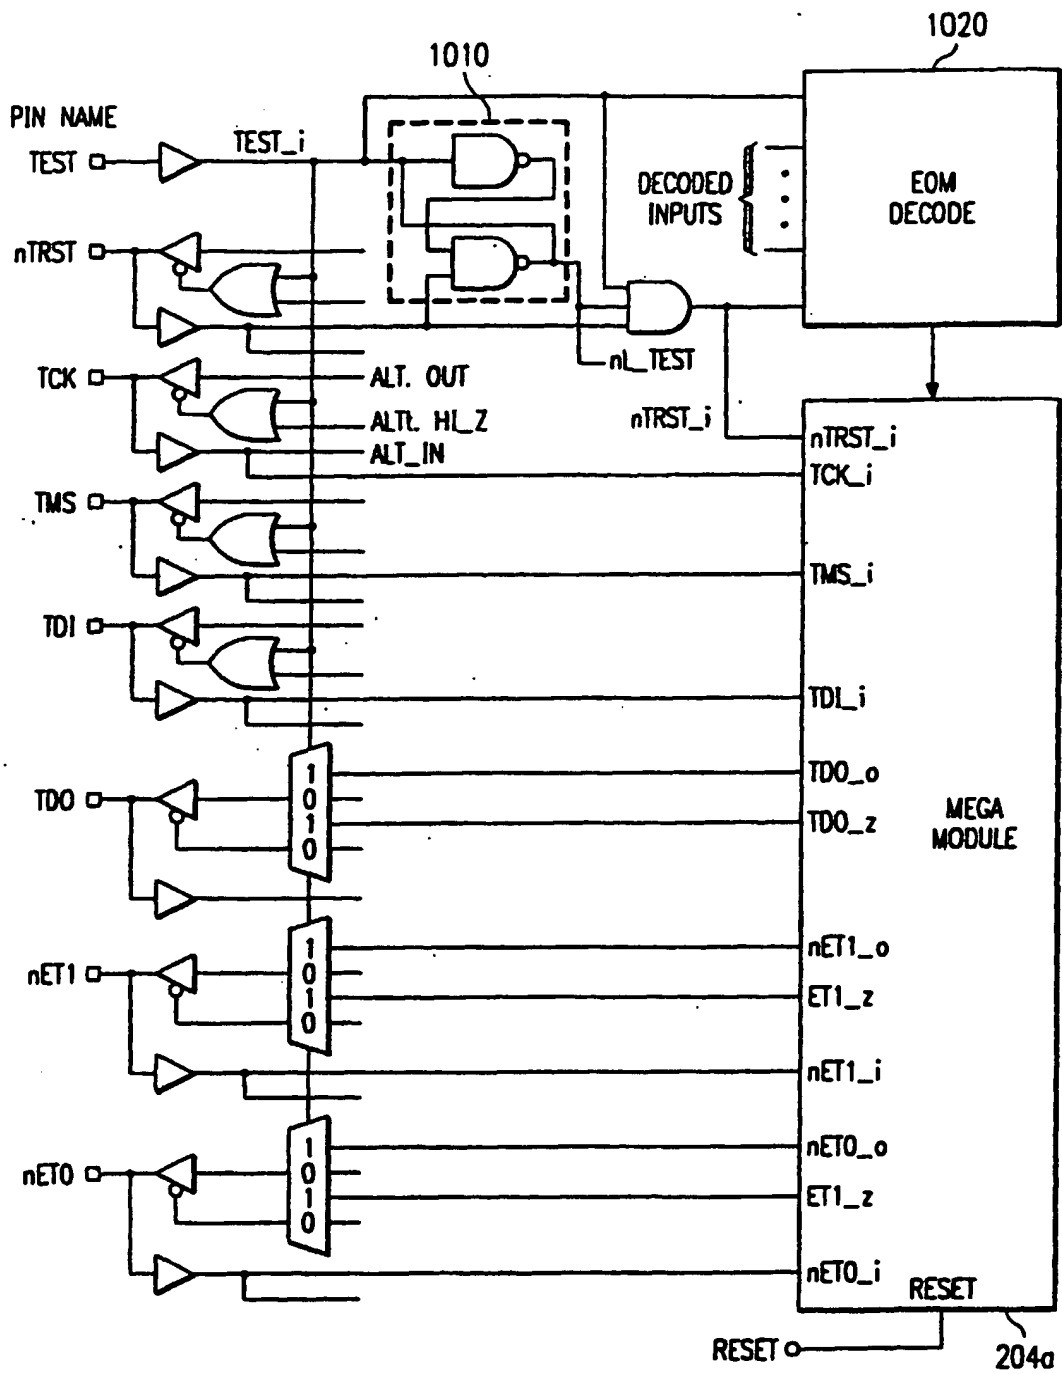 1020
1010
PIN NAME
TEST
TEST_i
DECODED
INPUTS
EOM
DECODE
nTRST
nL_TEST
TCK
ALT. OUT
ALTt. HI_Z
ALT_IN
nTRST_i
nTRST_i
TCK_i
TMS
TMS_i
TDI
TDI_i
TDO
1
0
1
0
TDO_o
TDO_z
MEGA
MODULE
nET1
1
0
1
0
nET1_o
ET1_z
nET1_i
nET0
1
0
1
0
nET0_o
ET1_z
nET0_i
RESET
RESET
204a